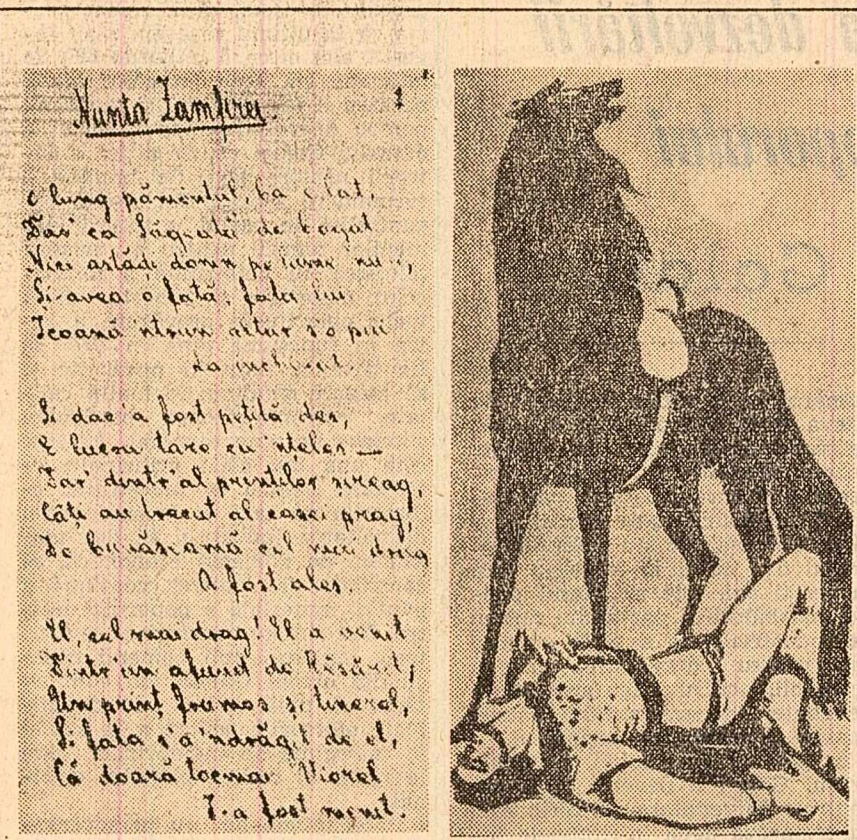 Nunta Zamfirei. 1
E lung pămîntul, ba e lat,
Dar ca Săgeată de bogat
Nici astădi domn pe lume nu-i,
Și-avea o fată, fata lui
Icoană 'ntr'un altar s'o pui
La închinat.
Și dac' a fost pețită des,
E lucru tare cu 'nțeles —
Dar dintr'al prinților șireag,
Câți au trecut al casei prag,
De bună seamă cel mai drag
A fost ales.
El, cel mai drag! El a venit
Dintr'un afund de Răsărit,
Un prinț frumos și tinerel,
Și fata s'a 'ndrăgit de el,
Că doară tocmai Viorel
I-a fost menit.